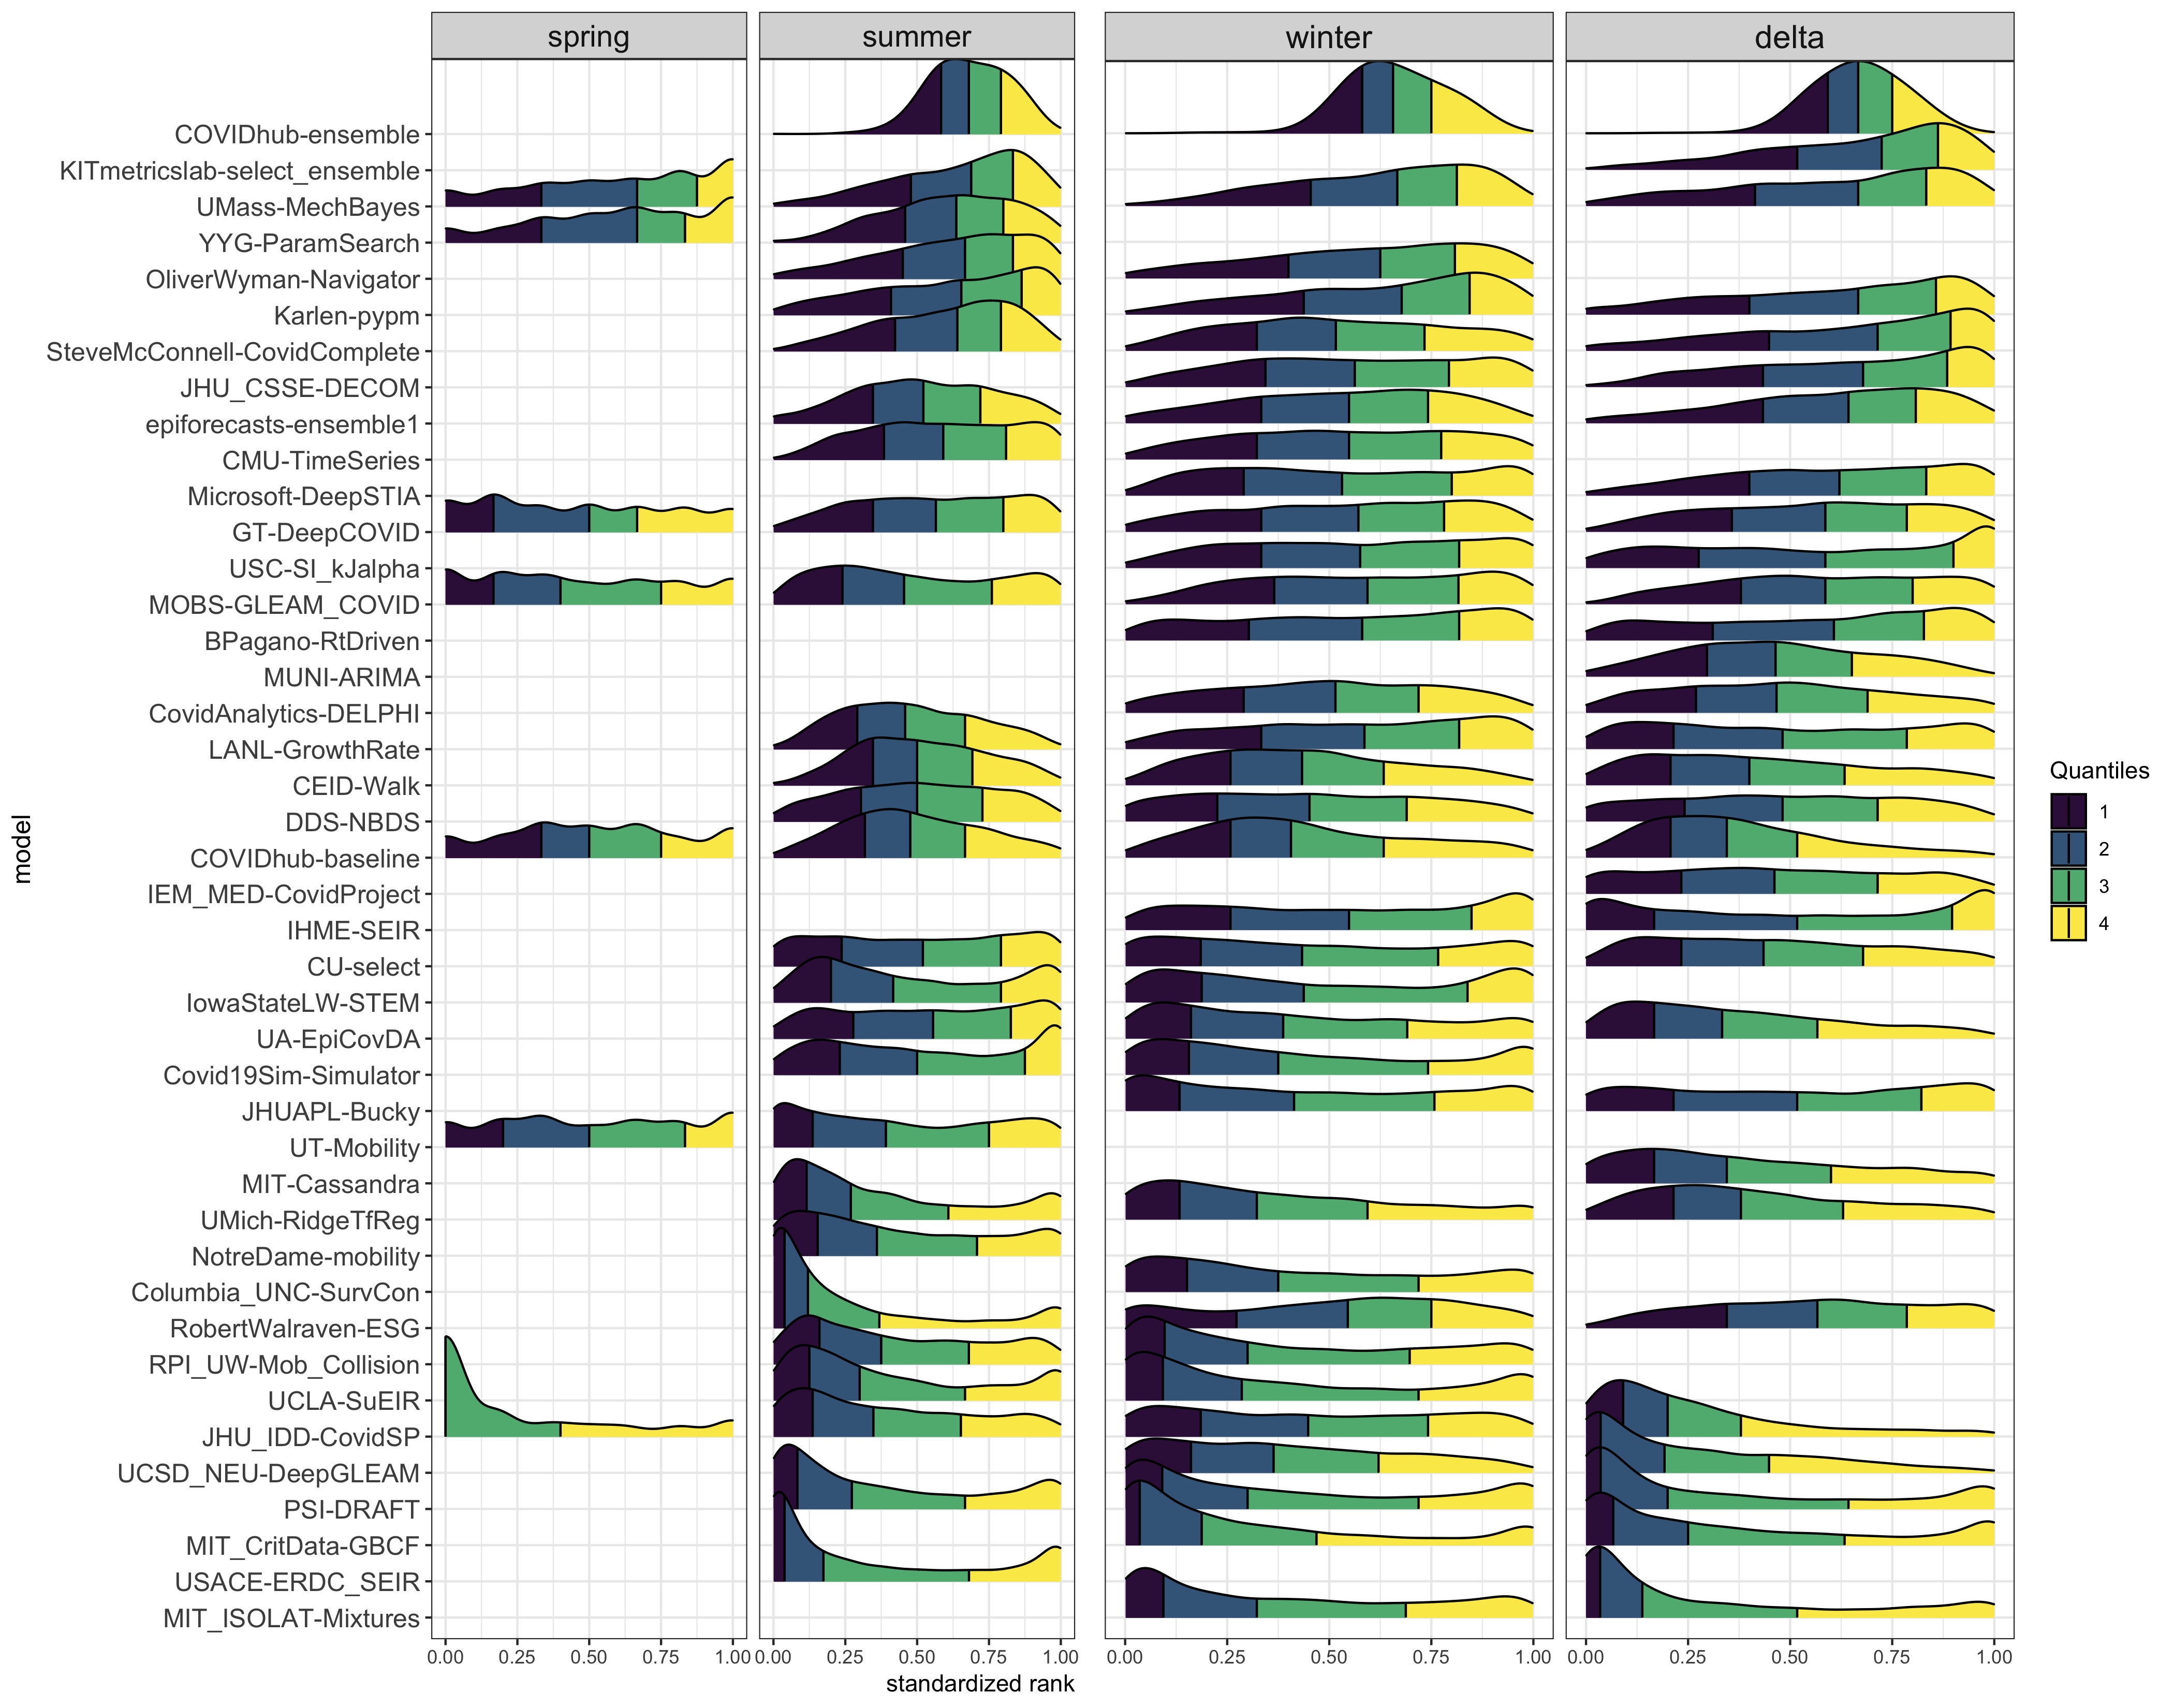 spring summer winter delta
COVIDhub-ensemble
KITmetricslab-select_ensemble
UMass-MechBayes
YYG-ParamSearch
OliverWyman-Navigator
Karlen-pypm
SteveMcConnell-CovidComplete
JHU_CSSE-DECOM
epiforecasts-ensemble1
CMU-TimeSeries
Microsoft-DeepSTIA
GT-DeepCOVID
USC-SI_kJalpha
MOBS-GLEAM_COVID
BPagano-RtDriven
MUNI-ARIMA
CovidAnalytics-DELPHI
LANL-GrowthRate
CEID-Walk
DDS-NBDS
COVIDhub-baseline
IEM_MED-CovidProject
IHME-SEIR
CU-select
IowaStateLW-STEM
UA-EpiCovDA
Covid19Sim-Simulator
JHUAPL-Bucky
UT-Mobility
MIT-Cassandra
UMich-RidgeTfReg
NotreDame-mobility
Columbia_UNC-SurvCon
RobertWalraven-ESG
RPI_UW-Mob_Collision
UCLA-SuEIR
JHU_IDD-CovidSP
UCSD_NEU-DeepGLEAM
PSI-DRAFT
MIT_CritData-GBCF
USACE-ERDC_SEIR
MIT_ISOLAT-Mixtures
model
0.00 0.25 0.50 0.75 1.00 0.00 0.25 0.50 0.75 1.00 0.00 0.25 0.50 0.75 1.00 0.00 0.25 0.50 0.75 1.00
standardized rank
Quantiles
1
2
3
4